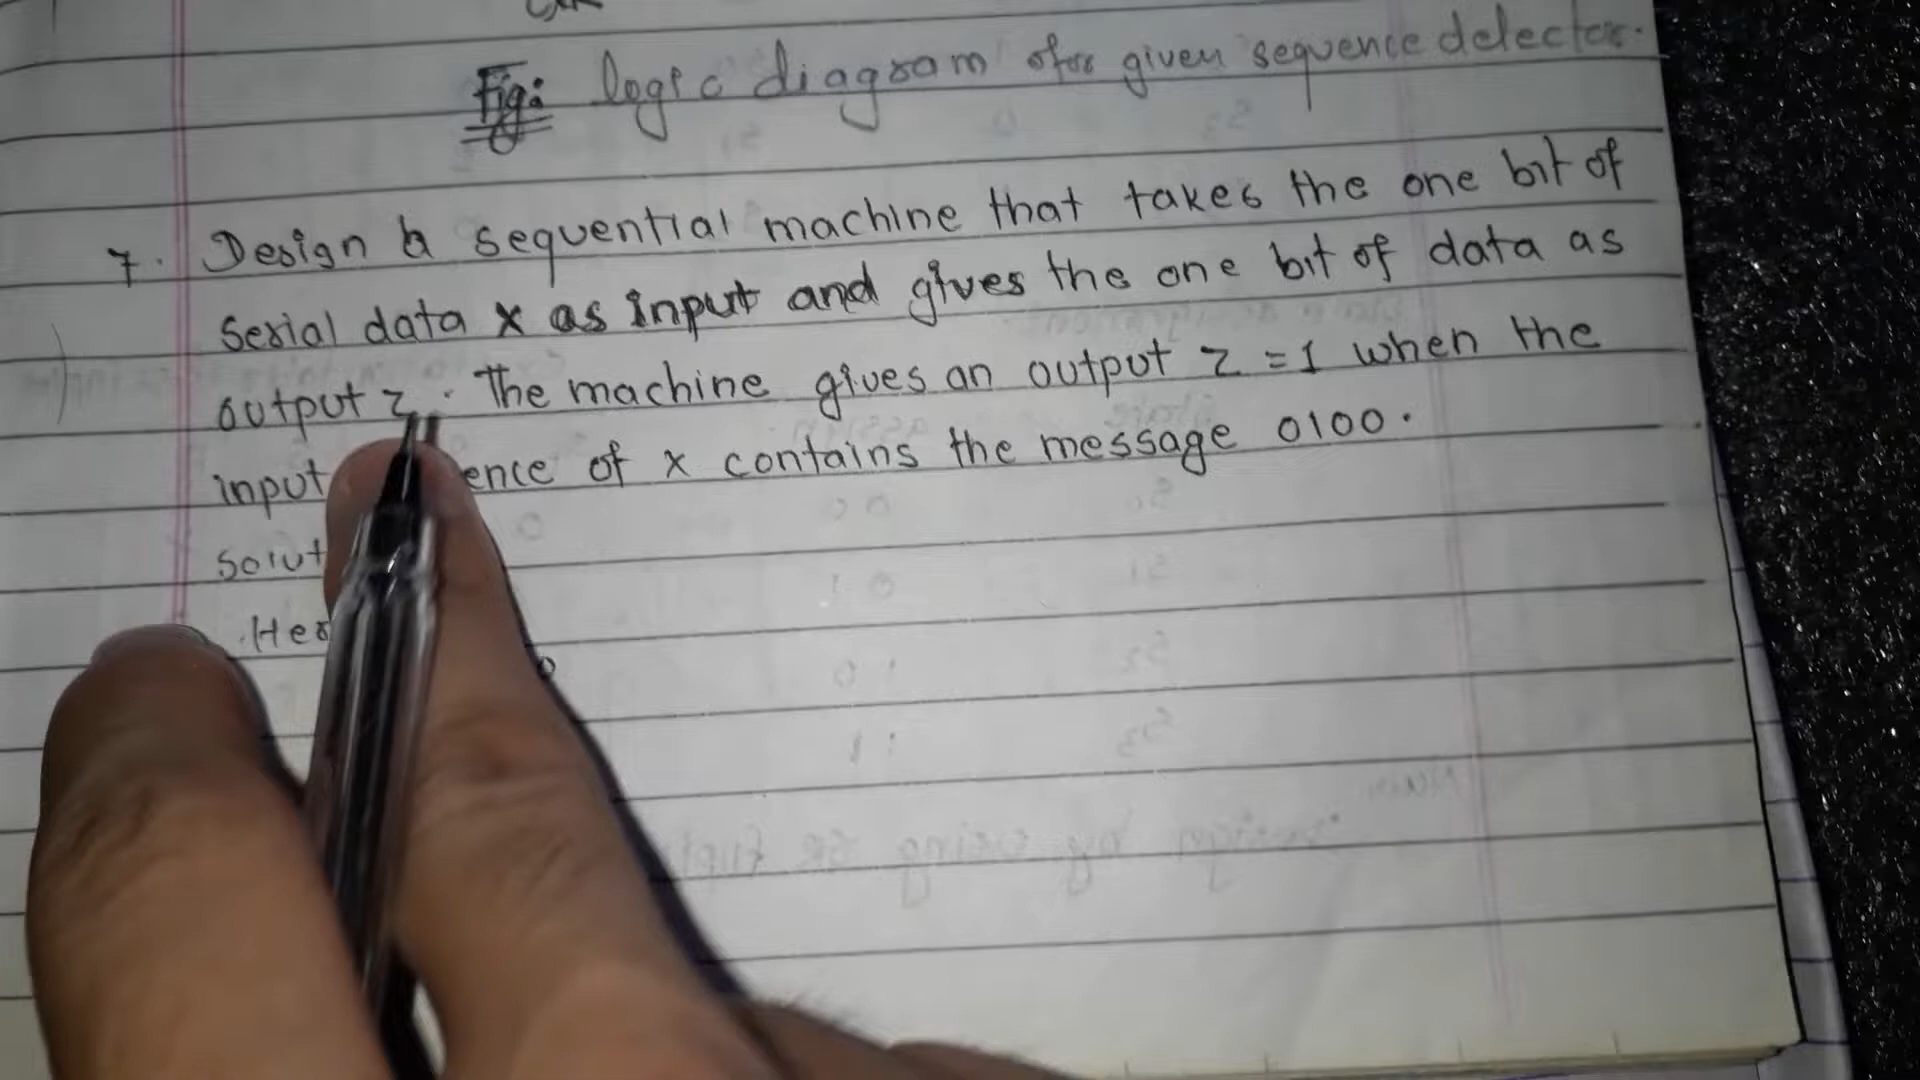 Fig: logic diagram ofor given sequence detector.
7. Design a sequential machine that takes the one bit of
serial data x as input and gives the one bit of data as
output z. The machine gives an output z = 1 when the
input ence of x contains the message 0100.
Solut
Her